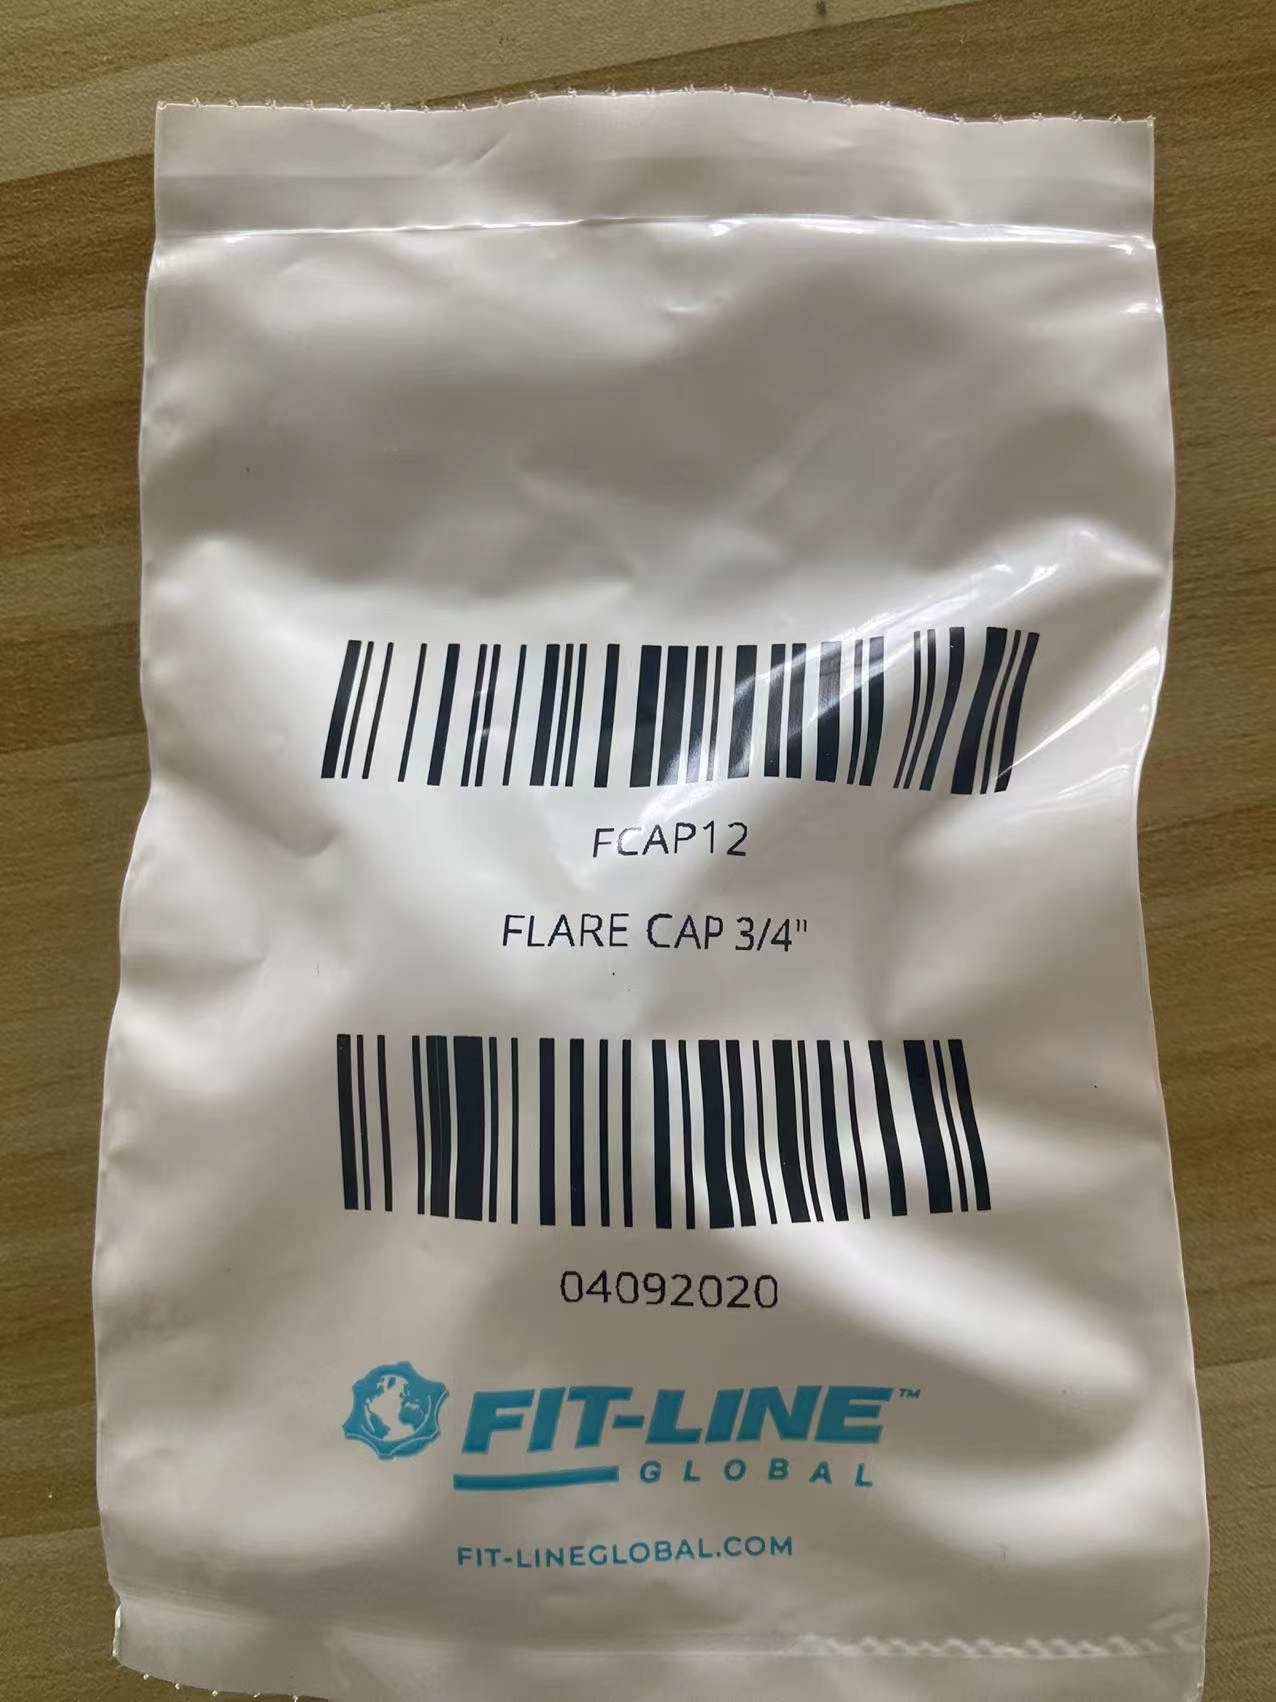 FCAP12
FLARE CAP 3/4"
04092020
FIT-LINE™
GLOBAL
FIT-LINEGLOBAL.COM